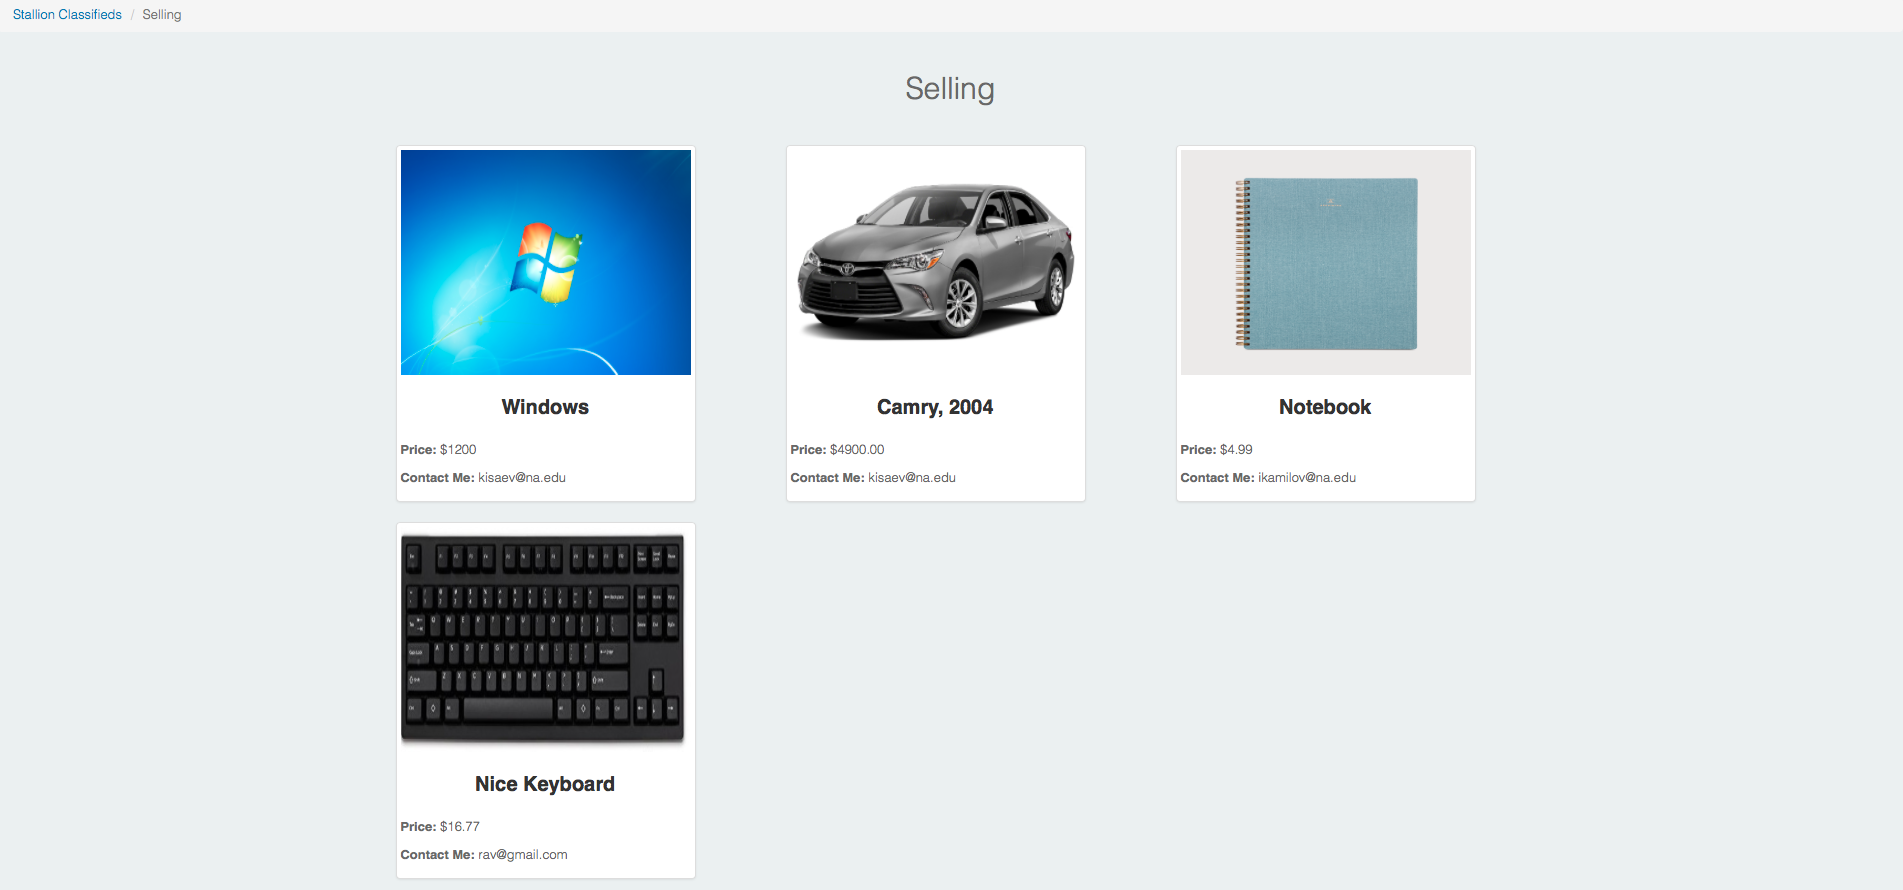 Stallion Classifieds / Selling
Selling
Windows
Price: $1200
Contact Me: kisaev@na.edu
Camry, 2004
Price: $4900.00
Contact Me: kisaev@na.edu
Notebook
Price: $4.99
Contact Me: ikamilov@na.edu
Nice Keyboard
Price: $16.77
Contact Me: rav@gmail.com